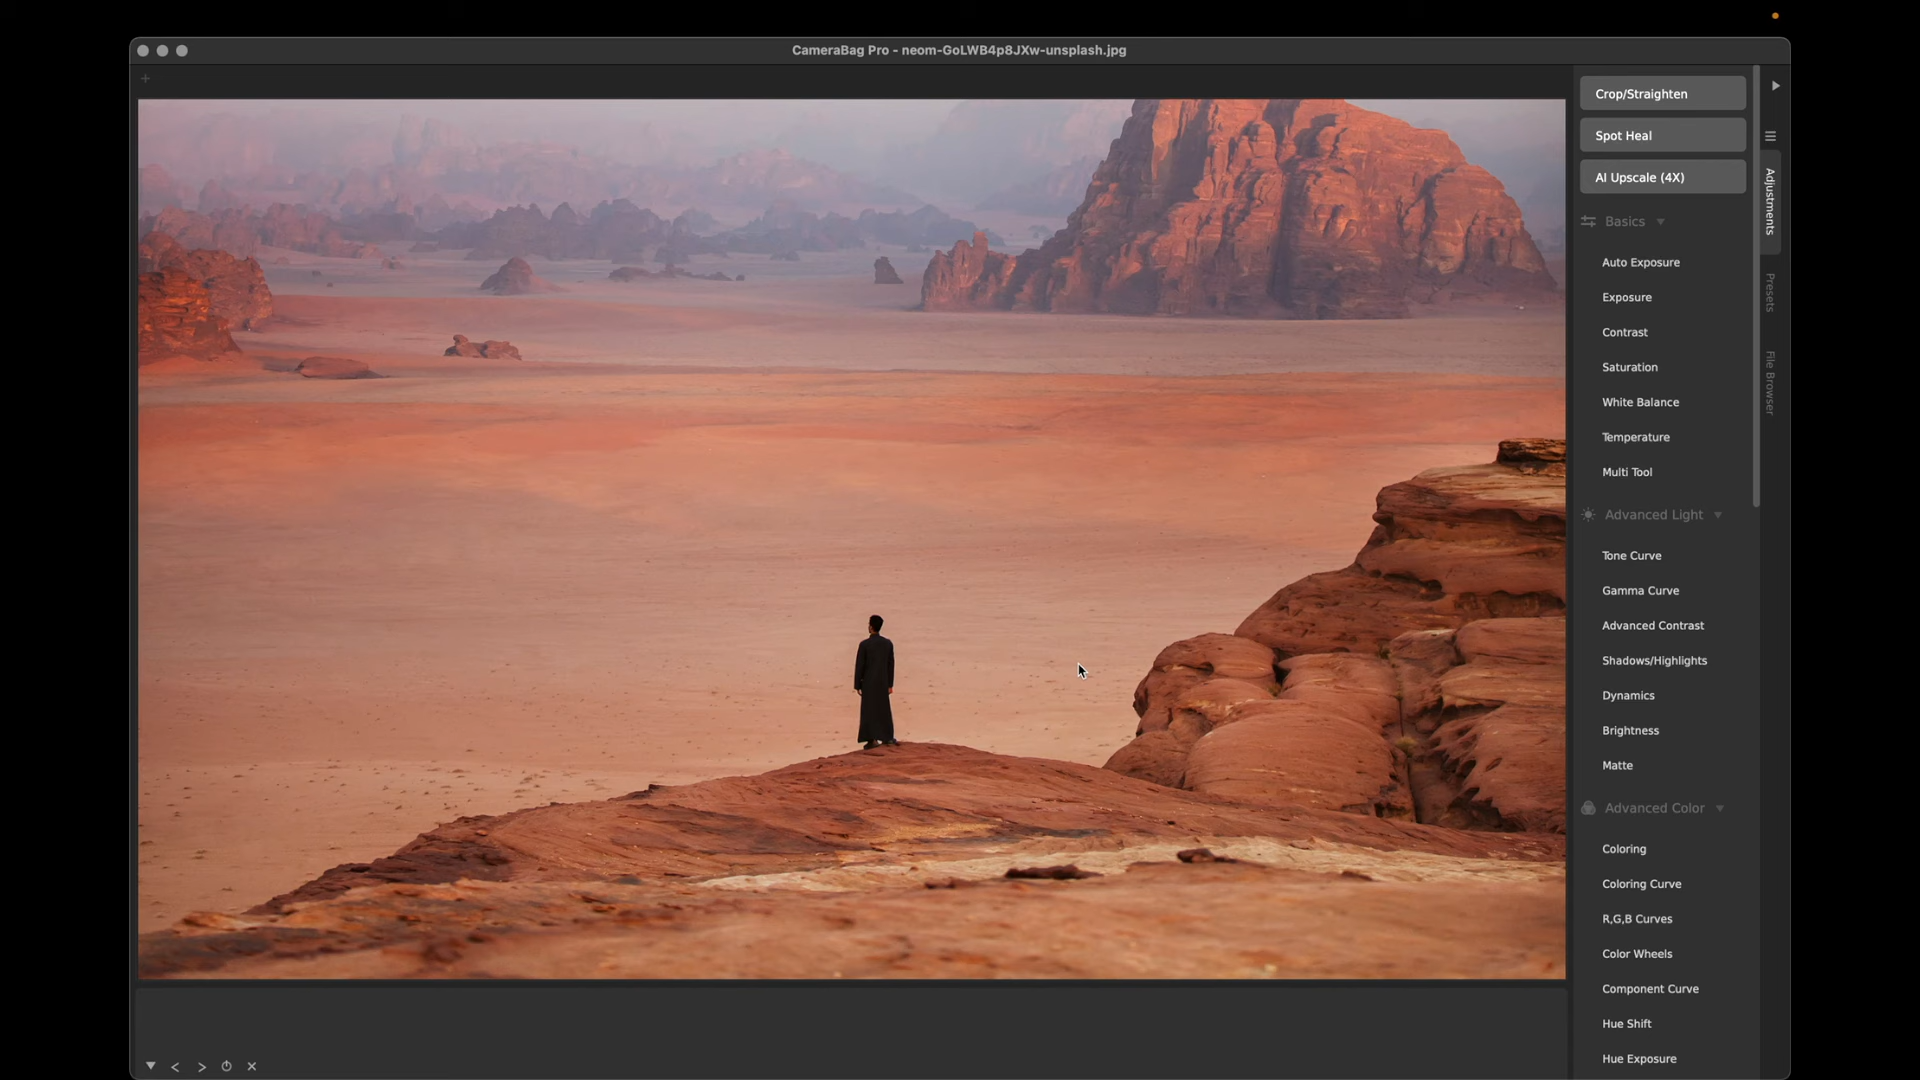 CameraBag Pro - neom-GoLWB4p8JXw-unsplash.jpg
Crop/Straighten
Spot Heal
AI Upscale (4X)
Basics
Auto Exposure
Exposure
Contrast
Saturation
White Balance
Temperature
Multi Tool
Advanced Light
Tone Curve
Gamma Curve
Advanced Contrast
Shadows/Highlights
Dynamics
Brightness
Matte
Advanced Color
Coloring
Coloring Curve
R,G,B Curves
Color Wheels
Component Curve
Hue Shift
Hue Exposure
Adjustments
Presets
File Browser